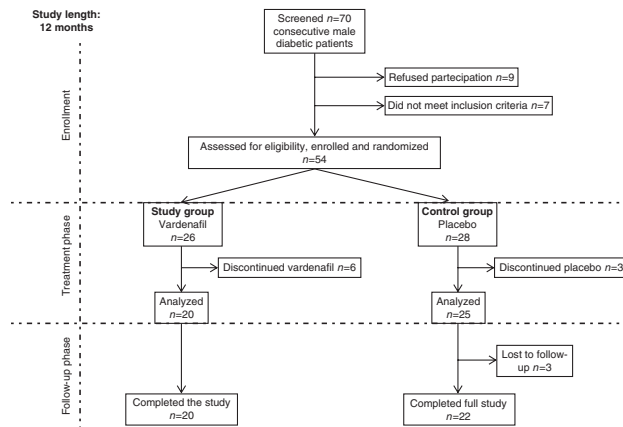 Study length:
12 months
Screened n=70
consecutive male
diabetic patients
Refused partecipation n=9
Did not meet inclusion criteria n=7
Enrollment
Assessed for eligibility, enrolled and randomized
n=54
Study group
Vardenafil
n=26
Control group
Placebo
n=28
Treatment phase
Discontinued vardenafil n=6
Discontinued placebo n=3
Analyzed
n=20
Analyzed
n=25
Follow-up phase
Lost to follow-
up n=3
Completed the study
n=20
Completed full study
n=22